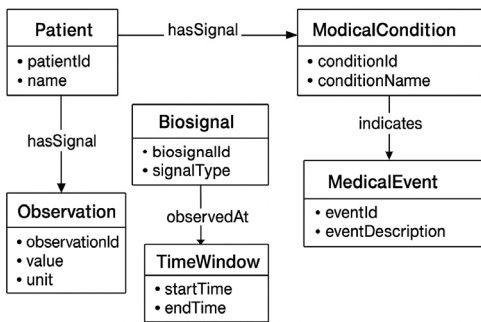 Patient
• patientId
• name
hasSignal
ModicalCondition
• conditionId
• conditionName
hasSignal
indicates
Biosignal
• biosignalId
• signalType
observedAt
Observation
• observationId
• value
• unit
TimeWindow
• startTime
• endTime
MedicalEvent
• eventId
• eventDescription